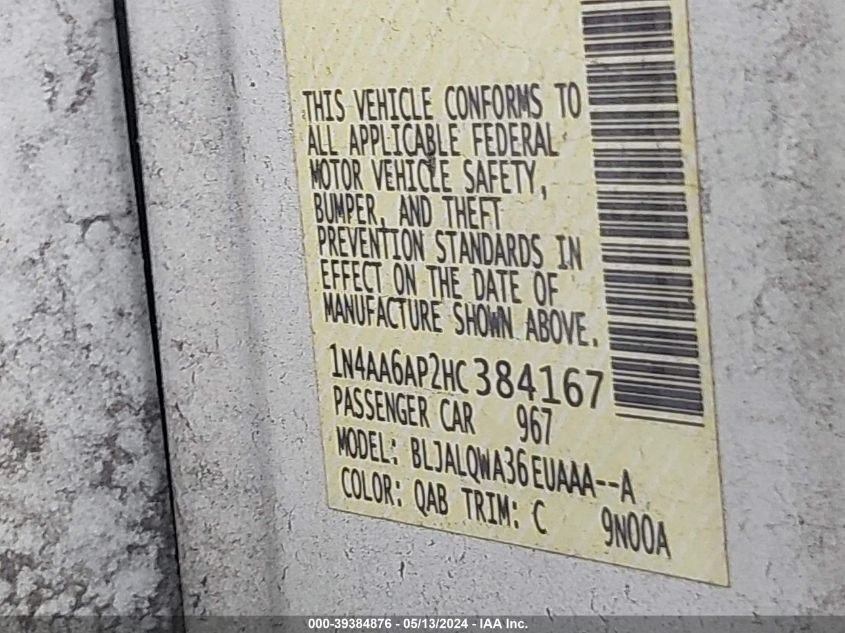 THIS VEHICLE CONFORMS TO
ALL APPLICABLE FEDERAL
MOTOR VEHICLE SAFETY,
BUMPER, AND THEFT
PREVENTION STANDARDS IN
EFFECT ON THE DATE OF
MANUFACTURE SHOWN ABOVE.
1N4AA6AP2HC384167
PASSENGER CAR 967
MODEL: BLJALQWA36EUAAA--A
COLOR: QAB TRIM: C 9N00A
000-39384876 - 05/13/2024 - IAA Inc.